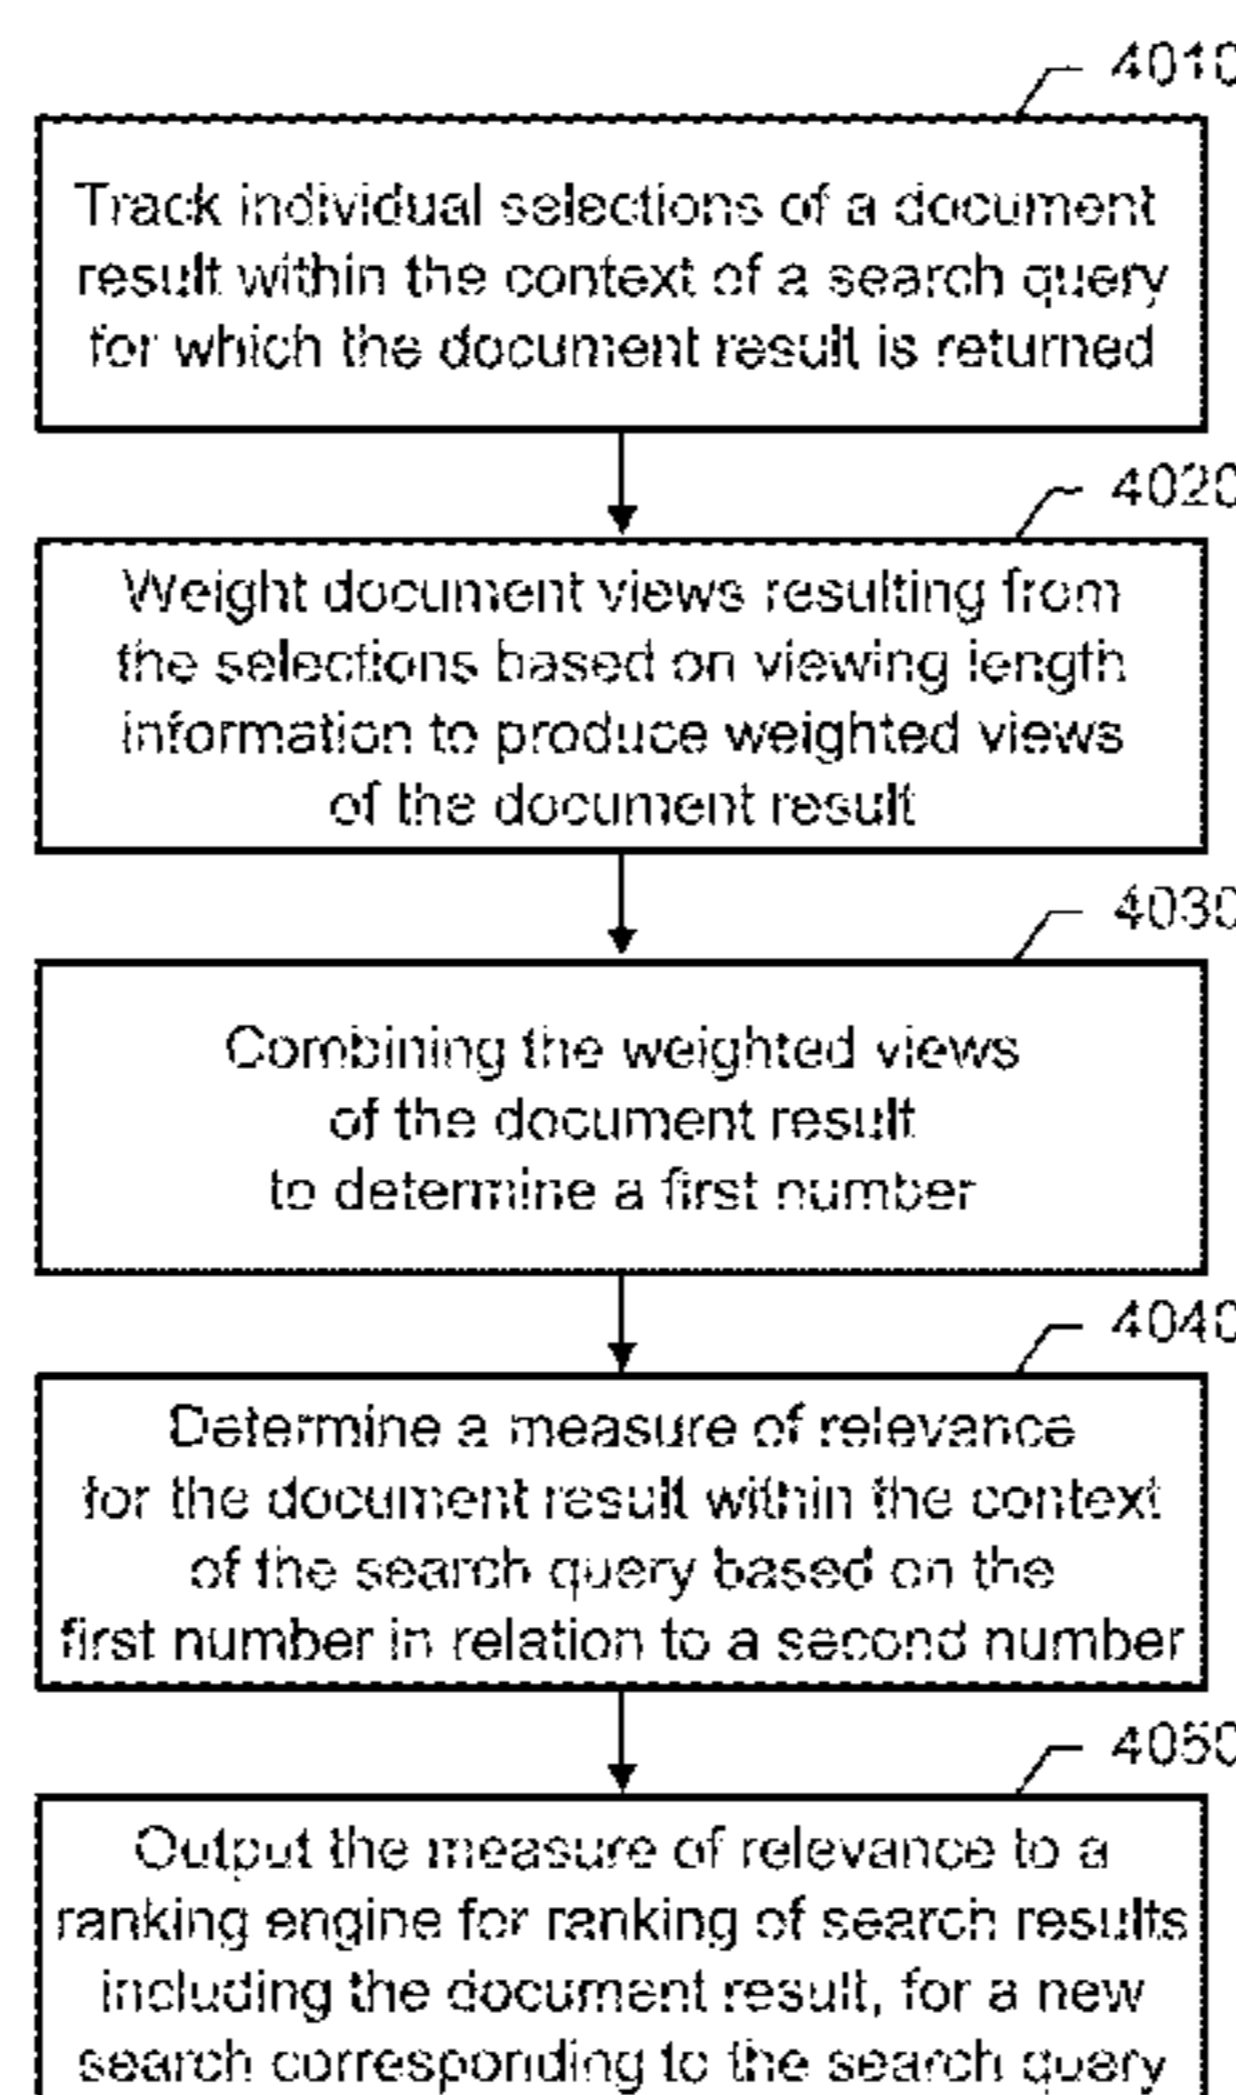 4010
Track individual selections of a document
result within the context of a search query
for which the document result is returned
4020
Weight document views resulting from
the selections based on viewing length
information to produce weighted views
of the document result
4030
Combining the weighted views
of the document result
to determine a first number
4040
Determine a measure of relevance
for the document result within the context
of the search query based on the
first number in relation to a second number
4050
Output the measure of relevance to a
ranking engine for ranking of search results
including the document result, for a new
search corresponding to the search query